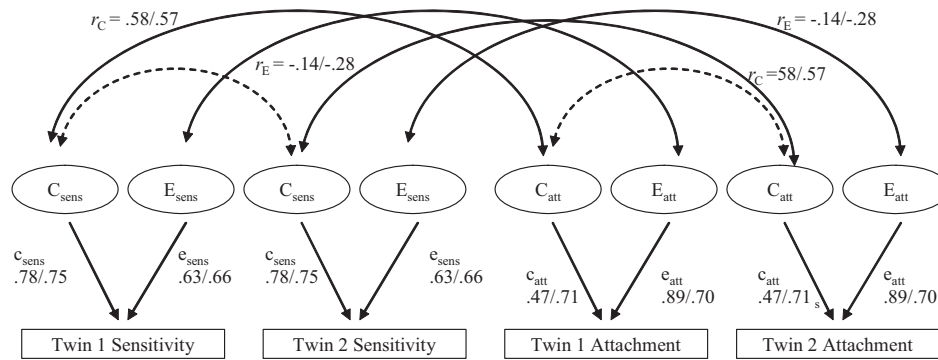 r_C = .58/.57
r_E = -.14/-.28
r_E = -.14/-.28
r_C =58/.57
C_sens
E_sens
C_sens
E_sens
C_att
E_att
C_att
E_att
c_sens
.78/.75
e_sens
.63/.66
c_sens
.78/.75
e_sens
.63/.66
c_att
.47/.71
e_att
.89/.70
c_att
.47/.71 s
e_att
.89/.70
Twin 1 Sensitivity
Twin 2 Sensitivity
Twin 1 Attachment
Twin 2 Attachment